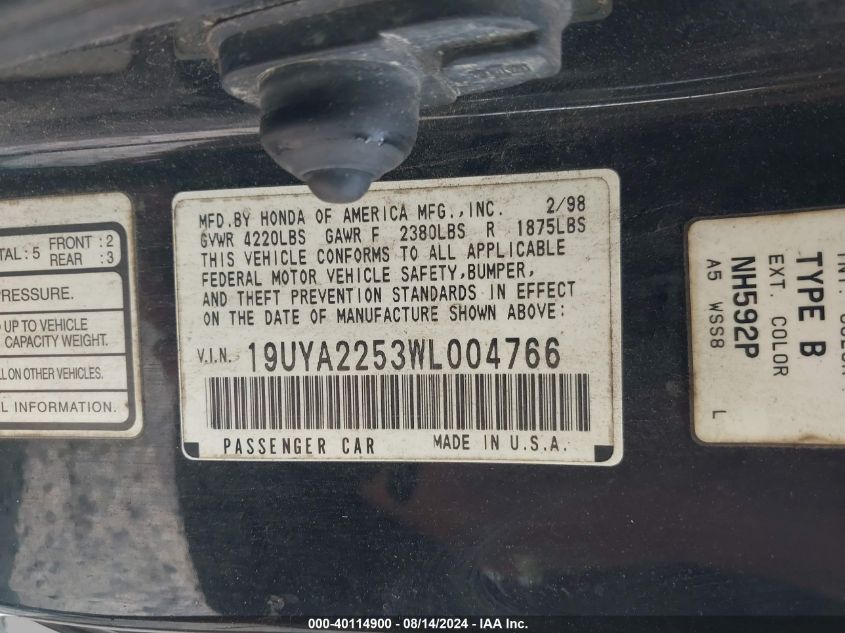 TAL: 5 FRONT : 2
REAR : 3
PRESSURE.
UP TO VEHICLE
CAPACITY WEIGHT.
ON OTHER VEHICLES.
INFORMATION.
MFD.BY HONDA OF AMERICA MFG.,INC. 2/98
GVWR 4220LBS GAWR F 2380LBS R 1875LBS
THIS VEHICLE CONFORMS TO ALL APPLICABLE
FEDERAL MOTOR VEHICLE SAFETY,BUMPER,
AND THEFT PREVENTION STANDARDS IN EFFECT
ON THE DATE OF MANUFACTURE SHOWN ABOVE:
V.I.N. 19UYA2253WL004766
PASSENGER CAR MADE IN U.S.A.
INT. COLOR
TYPE B
EXT. COLOR
NH592P
A5 WSS8 L
000-40114900 - 08/14/2024 - IAA Inc.